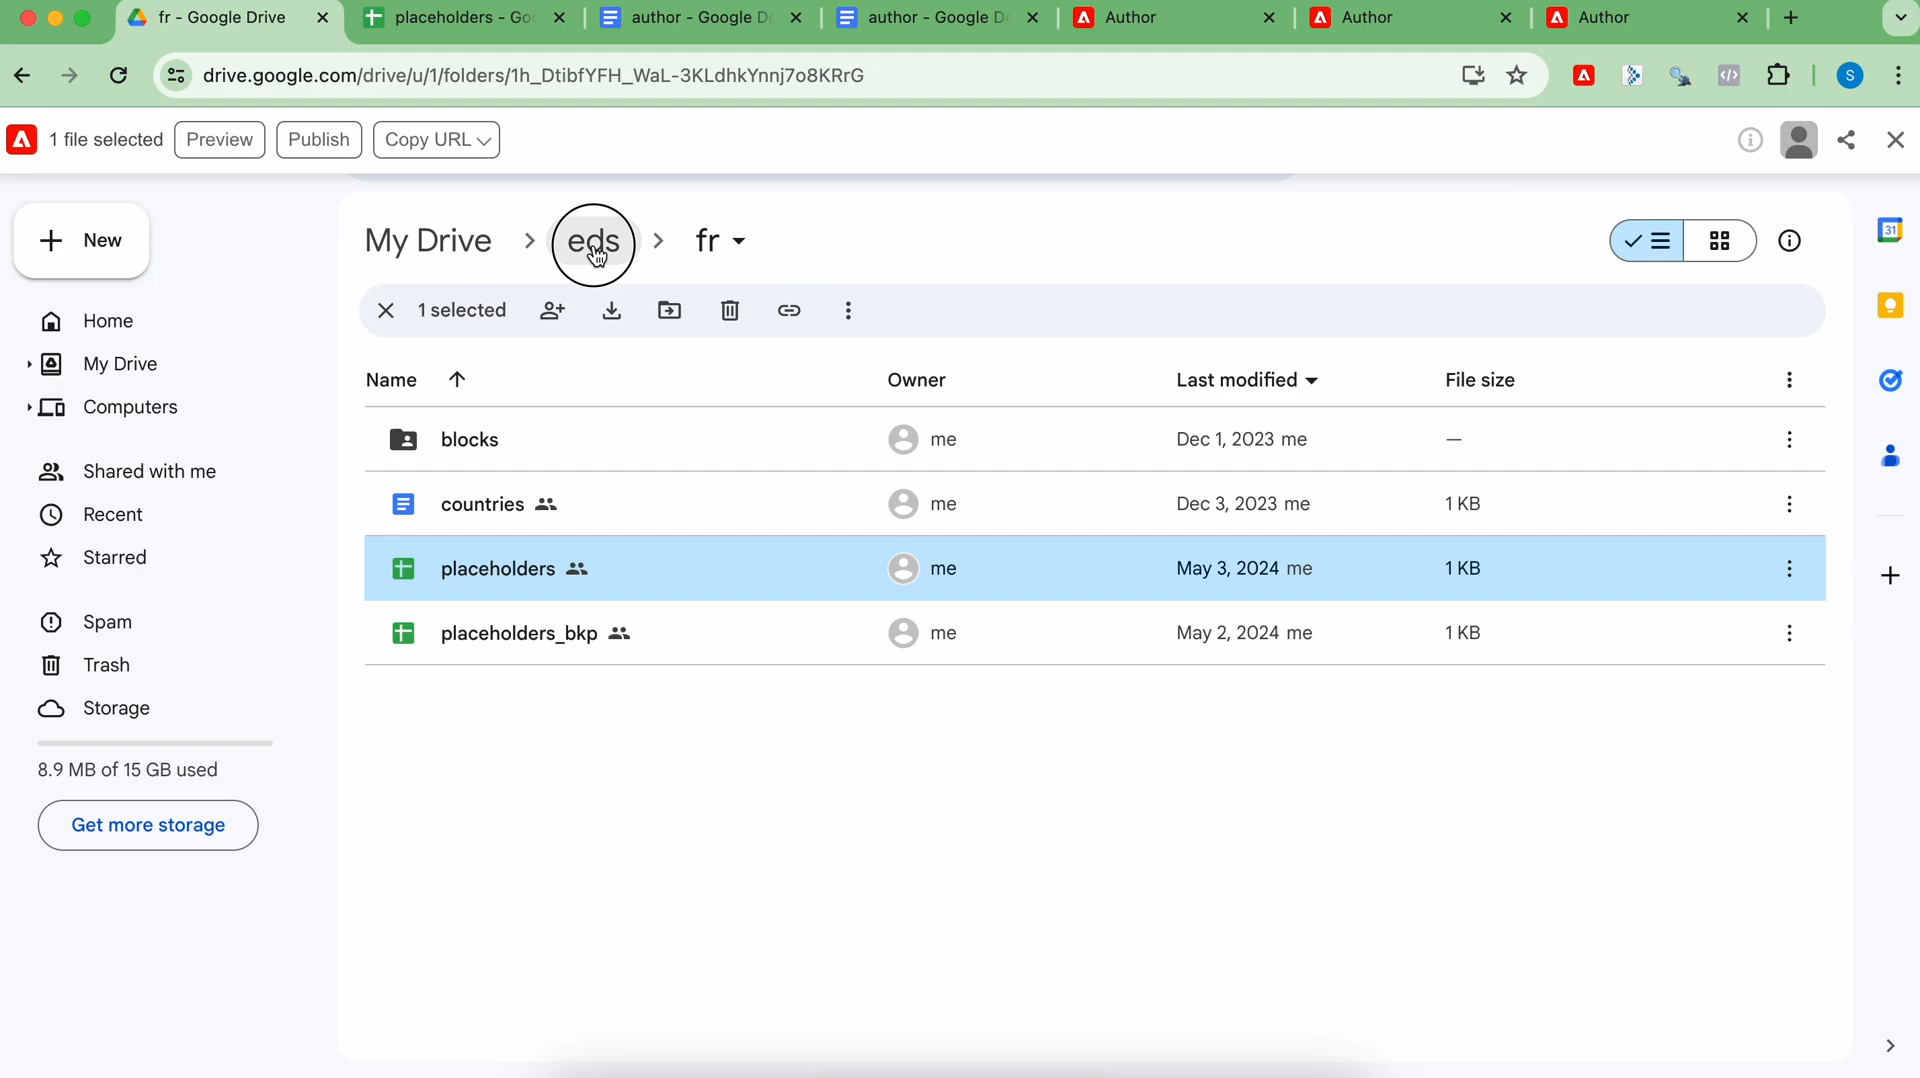 fr - Google Drive
placeholders - Goo
author - Google Do
author - Google Do
Author
Author
Author
drive.google.com/drive/u/1/folders/1h_DtibfYFH_WaL-3KLdhkYnnj7o8KRrG
S
1 file selected
Preview
Publish
Copy URL
New
My Drive
eds
fr
31
1 selected
Home
My Drive
Computers
Shared with me
Recent
Starred
Spam
Trash
Storage
8.9 MB of 15 GB used
Get more storage
Name
Owner
Last modified
File size
blocks
me
Dec 1, 2023 me
—
countries
me
Dec 3, 2023 me
1 KB
placeholders
me
May 3, 2024 me
1 KB
placeholders_bkp
me
May 2, 2024 me
1 KB